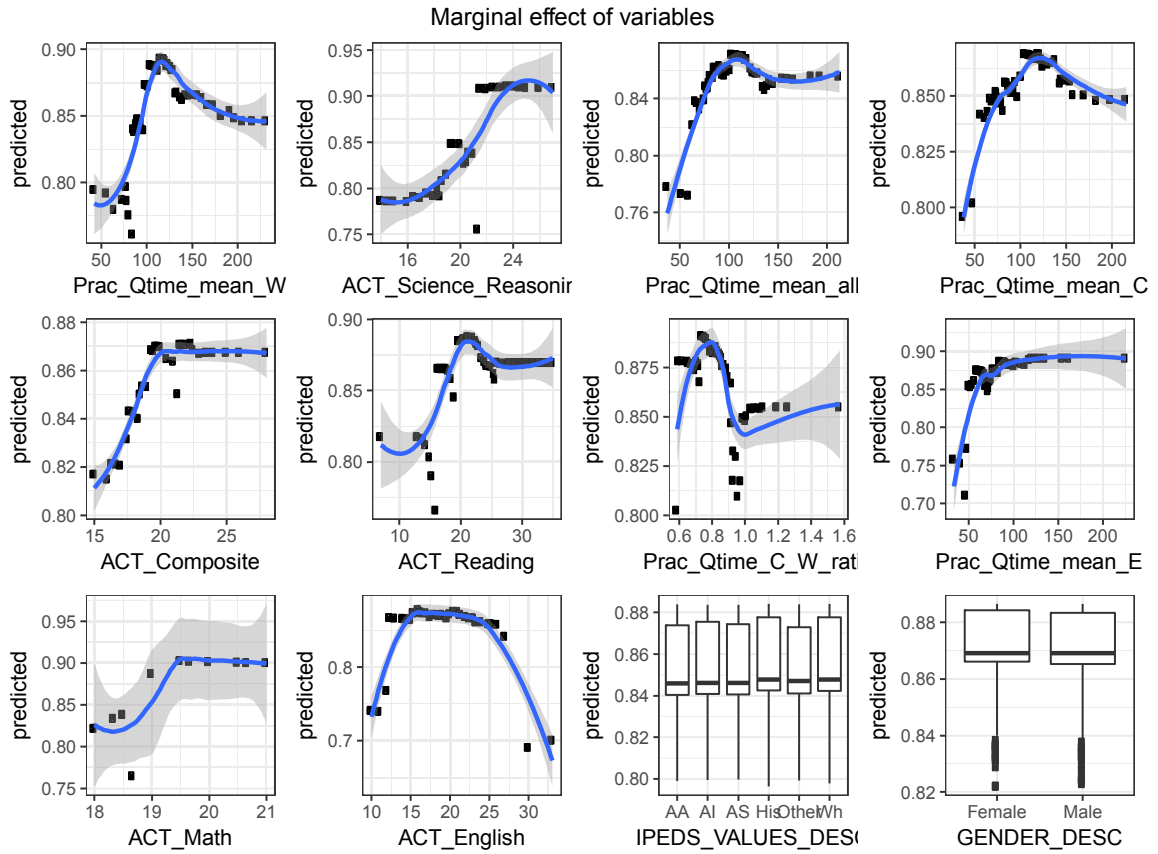 Marginal effect of variables
predicted
0.90
0.80
50 100 150 200
Prac_Qtime_mean_W
predicted
0.95
0.90
0.85
0.80
0.75
16 20 24
ACT_Science_Reasonin
predicted
0.84
0.80
0.76
50 100 150 200
Prac_Qtime_mean_all
predicted
0.850
0.825
0.800
50 100 150 200
Prac_Qtime_mean_C
predicted
0.88
0.86
0.84
0.82
0.80
15 20 25
ACT_Composite
predicted
0.90
0.85
0.80
10 20 30
ACT_Reading
predicted
0.875
0.850
0.825
0.800
0.6 0.8 1.0 1.2 1.4 1.6
Prac_Qtime_C_W_rati
predicted
0.90
0.85
0.80
0.75
0.70
50 100 150 200
Prac_Qtime_mean_E
predicted
0.95
0.90
0.85
0.80
0.75
18 19 20 21
ACT_Math
predicted
0.8
0.7
10 15 20 25 30
ACT_English
predicted
0.88
0.86
0.84
0.82
0.80
AA AI AS His Other Wh
IPEDS_VALUES_DESC
predicted
0.88
0.86
0.84
0.82
Female Male
GENDER_DESC